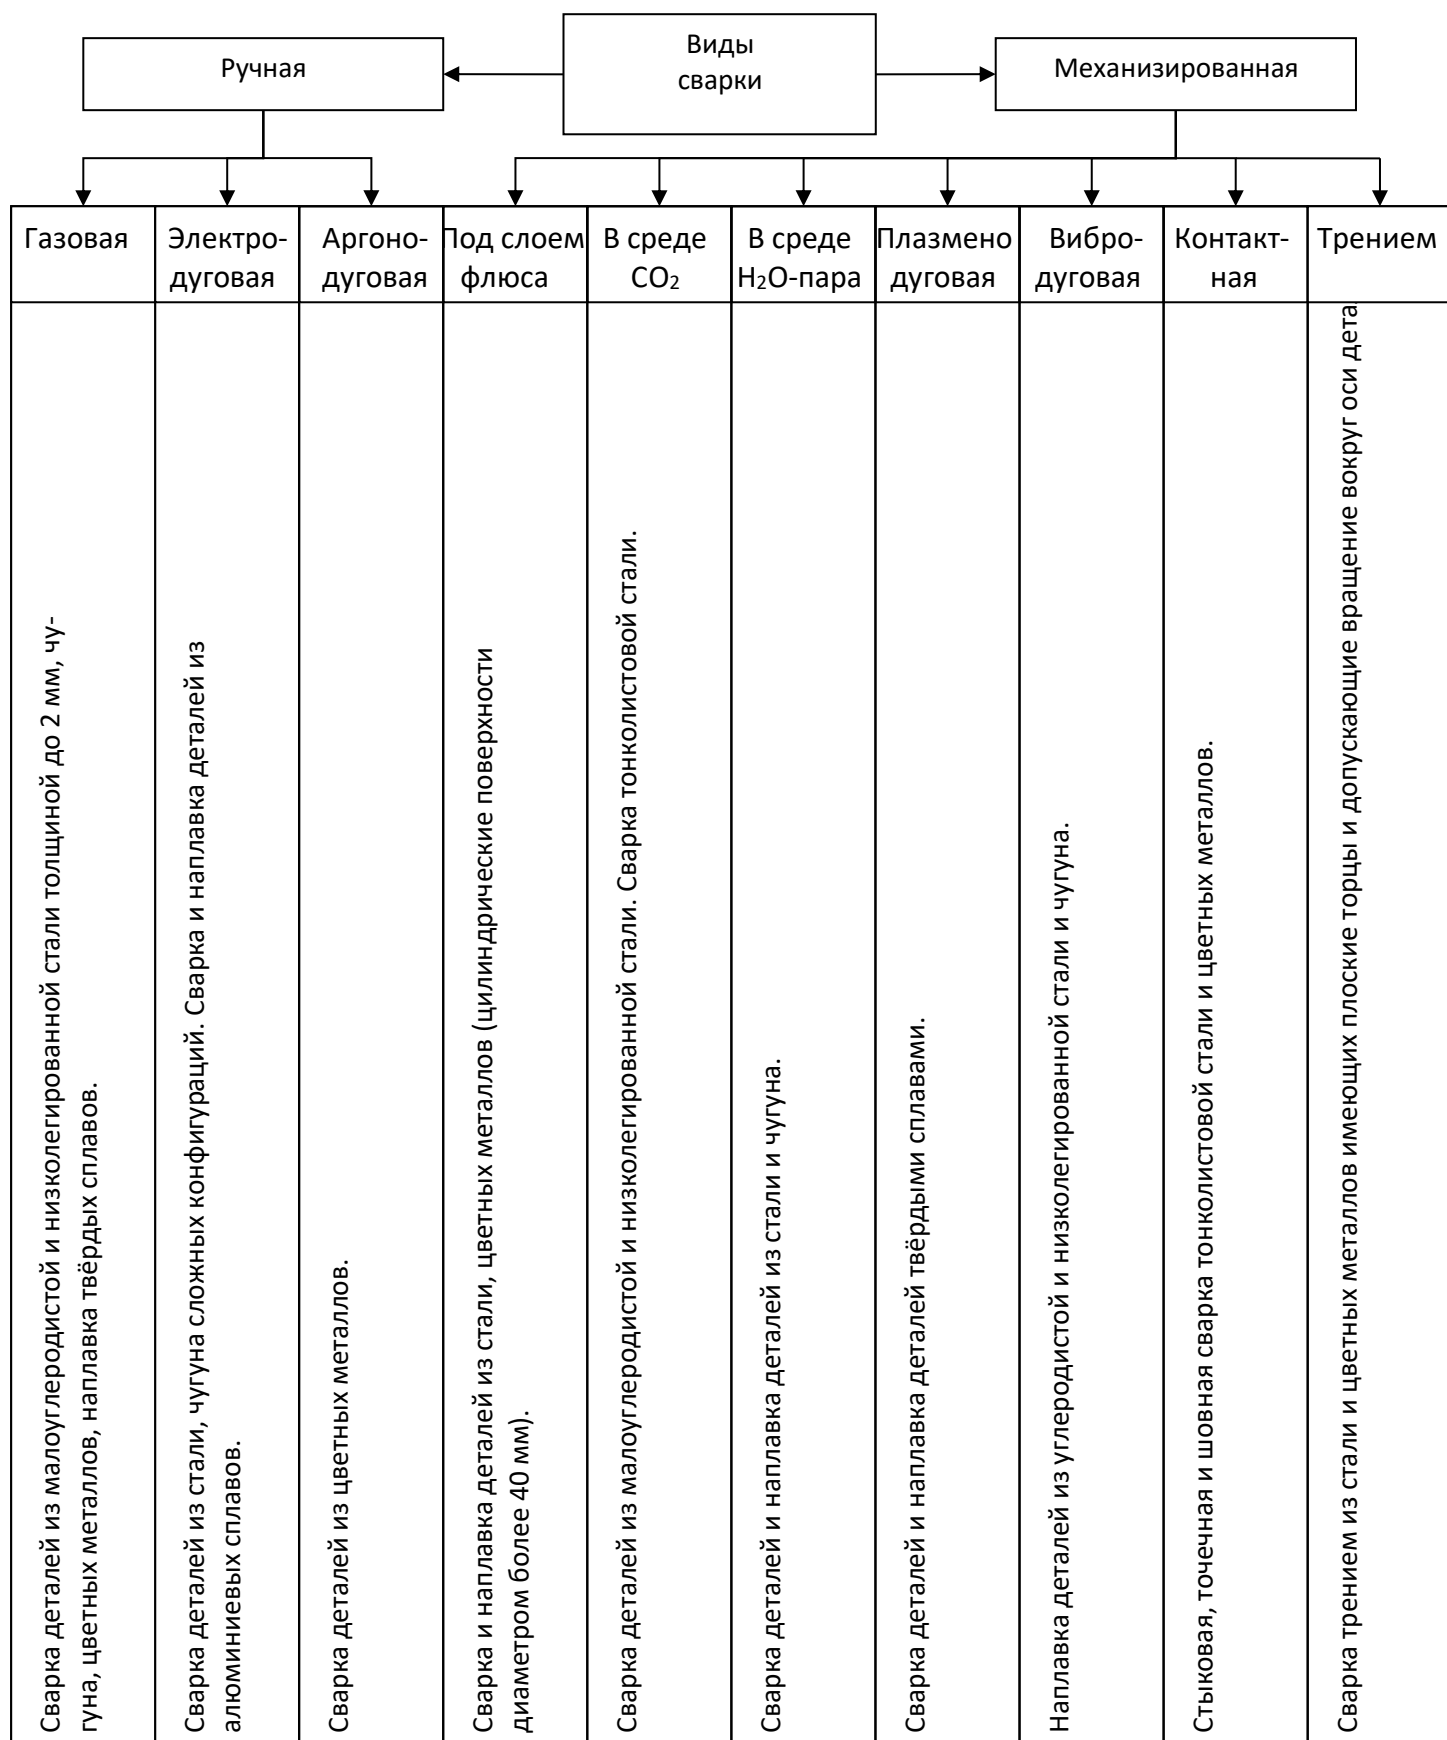 Виды
сварки
Ручная
Механизированная
Газовая
Электро-
дуговая
Аргоно-
дуговая
Под слоем
флюса
В среде
CO₂
В среде
H₂O-пара
Плазмено
дуговая
Вибро-
дуговая
Контакт-
ная
Трением
Сварка деталей из малоуглеродистой и низколегированной стали толщиной до 2 мм, чу-
гуна, цветных металлов, наплавка твёрдых сплавов.
Сварка деталей из стали, чугуна сложных конфигураций. Сварка и наплавка деталей из
алюминиевых сплавов.
Сварка деталей из цветных металлов.
Сварка и наплавка деталей из стали, цветных металлов (цилиндрические поверхности
диаметром более 40 мм).
Сварка деталей из малоуглеродистой и низколегированной стали. Сварка тонколистовой стали.
Сварка деталей и наплавка деталей из стали и чугуна.
Сварка деталей и наплавка деталей твёрдыми сплавами.
Наплавка деталей из углеродистой и низколегированной стали и чугуна.
Стыковая, точечная и шовная сварка тонколистовой стали и цветных металлов.
Сварка трением из стали и цветных металлов имеющих плоские торцы и допускающие вращение вокруг оси дета